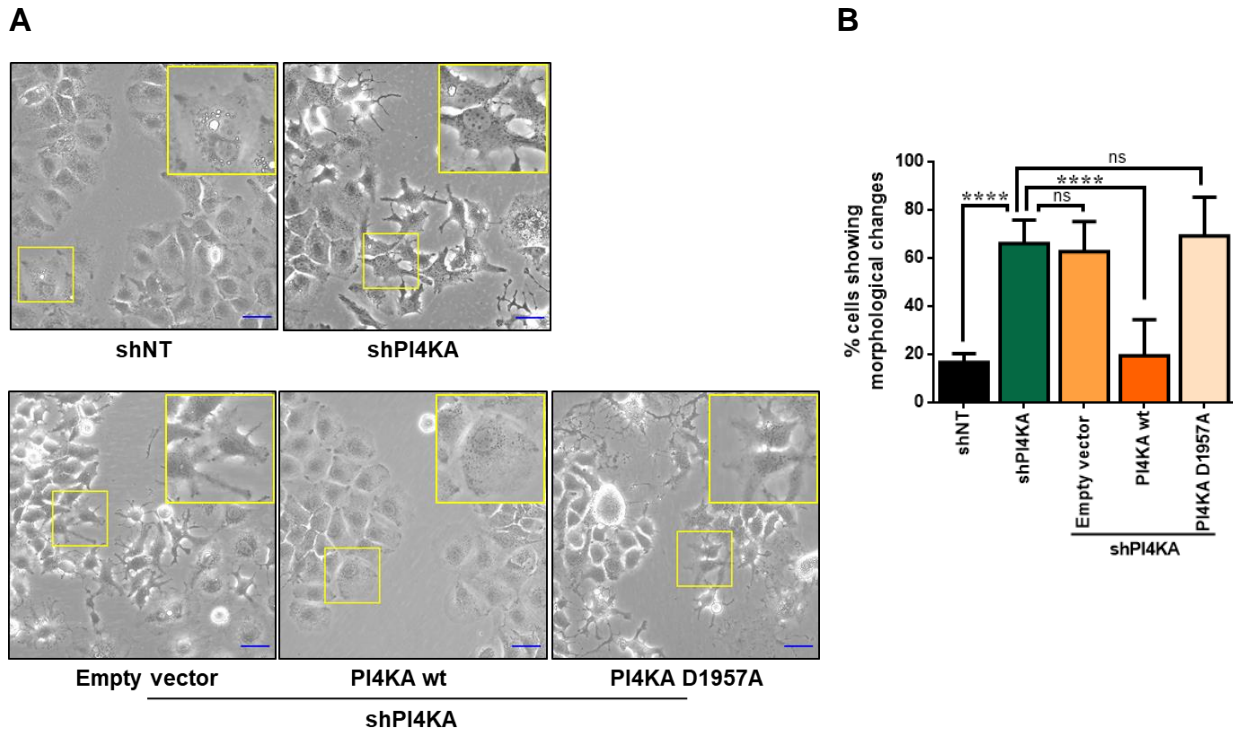 A
B
shNT
shPI4KA
Empty vector
PI4KA wt
PI4KA D1957A
shPI4KA
% cells showing
morphological changes
100
80
60
40
20
0
ns
****
****
ns
shNT
shPI4KA
Empty vector
PI4KA wt
PI4KA D1957A
shPI4KA